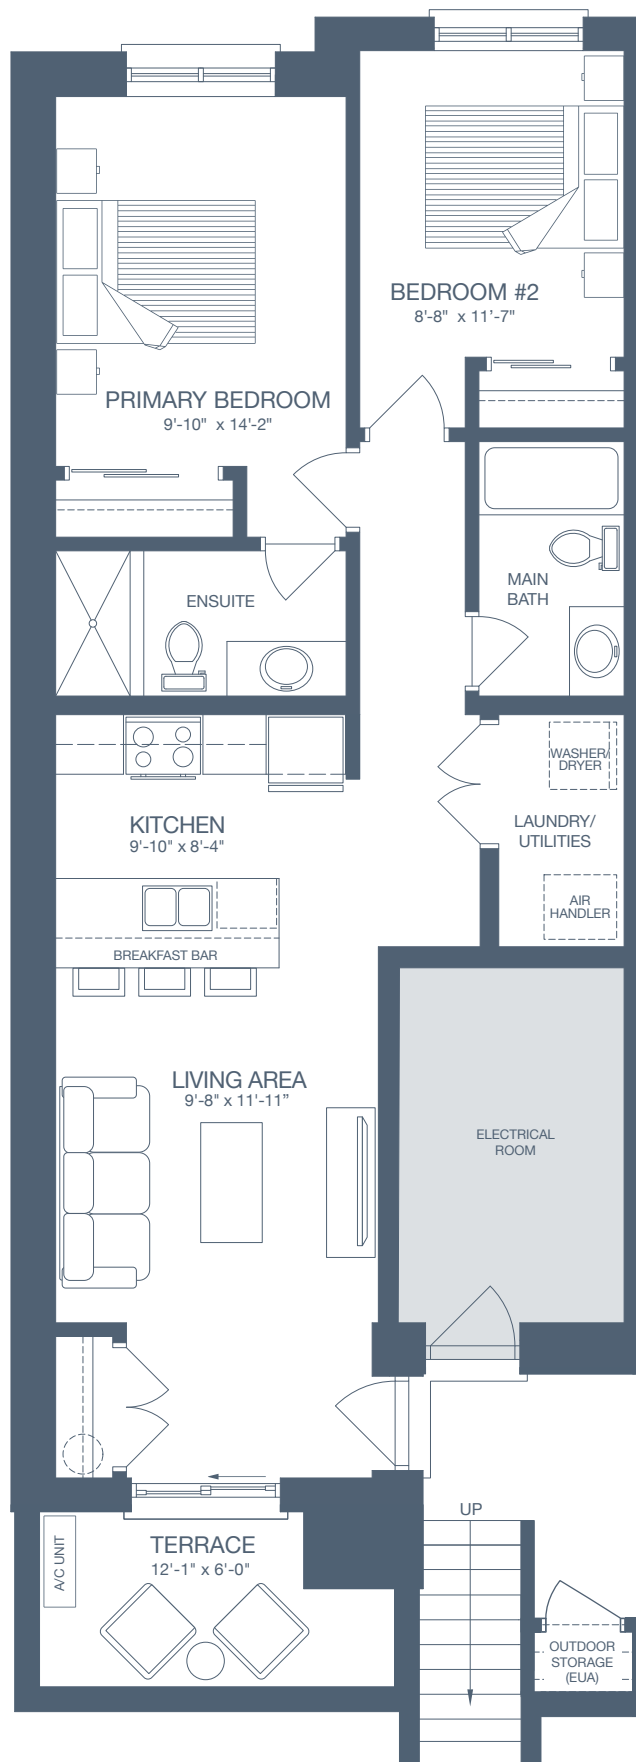 BEDROOM #2
8'-8" x 11’-7"
PRIMARY BEDROOM
9'-10" x 14'-2"
ENSUITE
MAIN
BATH
WASHER/
DRYER
KITCHEN
9'-10" x 8'-4"
LAUNDRY/
UTILITIES
AIR
HANDLER
BREAKFAST BAR
LIVING AREA
9'-8" x 11'-11”
ELECTRICAL
ROOM
UP
TERRACE
12'-1" x 6'-0"
A/C UNIT
OUTDOOR
STORAGE
(EUA)